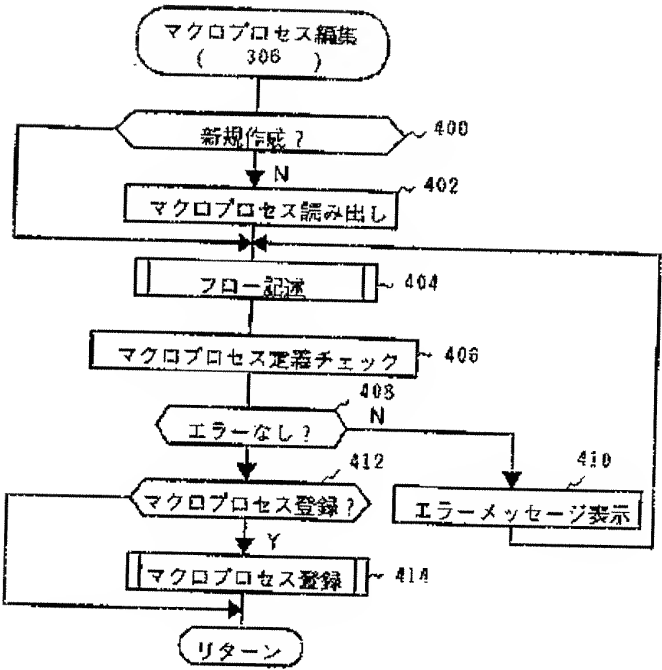 マクロプロセス編集
( 306 )
新規作成?
400
N
402
マクロプロセス読み出し
フロー記述
404
マクロプロセス定義チェック
406
408
エラーなし?
N
412
410
マクロプロセス登録?
エラーメッセージ表示
Y
マクロプロセス登録
414
リターン